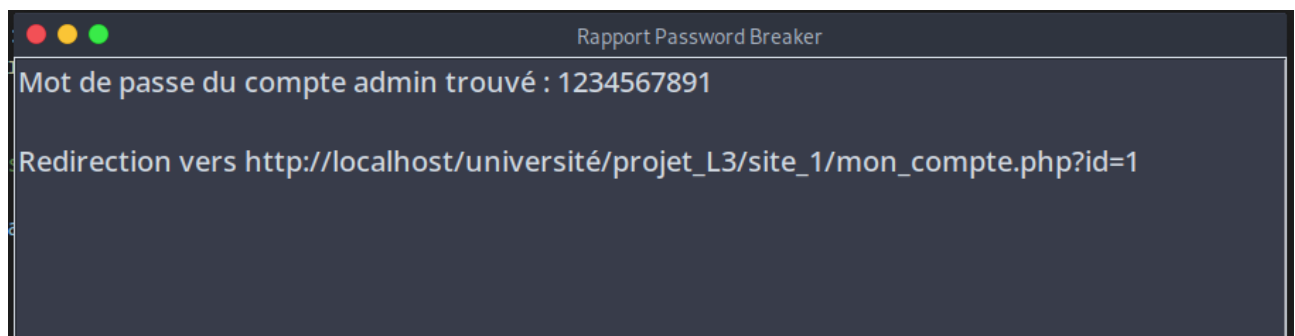 Rapport Password Breaker
Mot de passe du compte admin trouvé : 1234567891
Redirection vers http://localhost/université/projet_L3/site_1/mon_compte.php?id=1